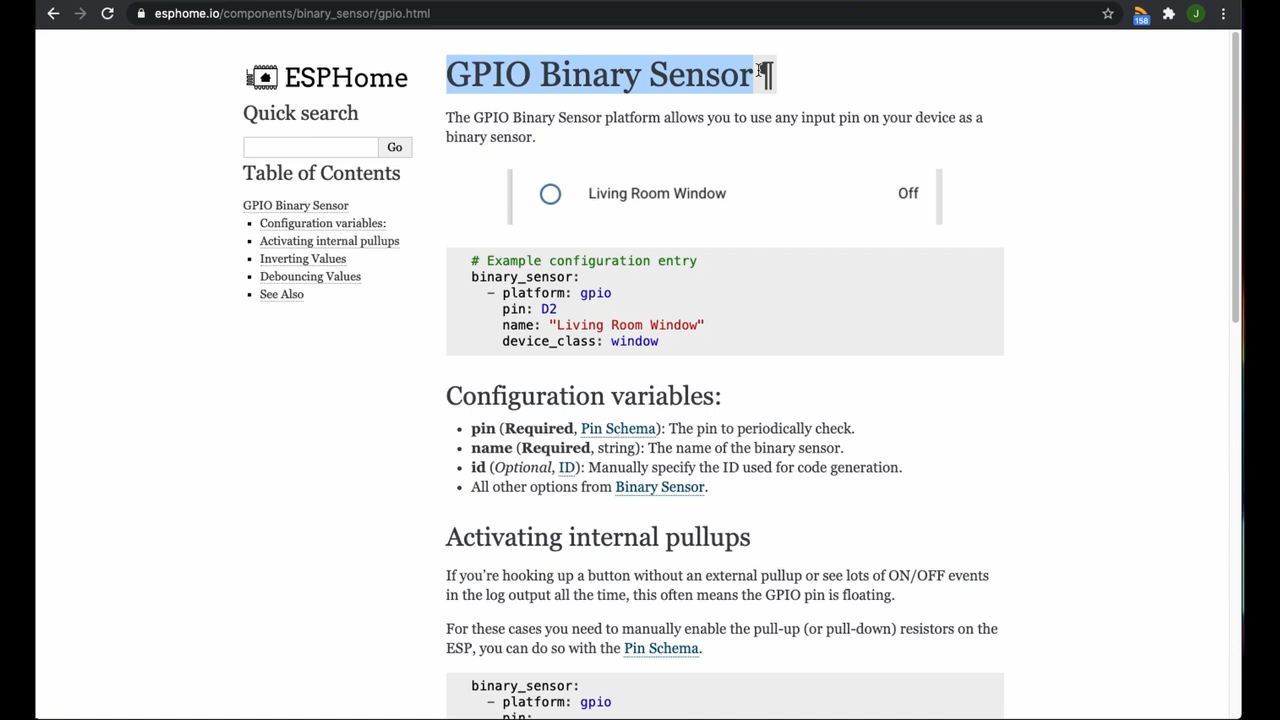 esphome.io/components/binary_sensor/gpio.html
158
J
ESPHome
Quick search
Go
Table of Contents
GPIO Binary Sensor
Configuration variables:
Activating internal pullups
Inverting Values
Debouncing Values
See Also
GPIO Binary Sensor¶
The GPIO Binary Sensor platform allows you to use any input pin on your device as a
binary sensor.
Living Room Window Off
# Example configuration entry
binary_sensor:
- platform: gpio
pin: D2
name: "Living Room Window"
device_class: window
Configuration variables:
pin (Required, Pin Schema): The pin to periodically check.
name (Required, string): The name of the binary sensor.
id (Optional, ID): Manually specify the ID used for code generation.
All other options from Binary Sensor.
Activating internal pullups
If you’re hooking up a button without an external pullup or see lots of ON/OFF events
in the log output all the time, this often means the GPIO pin is floating.
For these cases you need to manually enable the pull-up (or pull-down) resistors on the
ESP, you can do so with the Pin Schema.
binary_sensor:
- platform: gpio
pin: